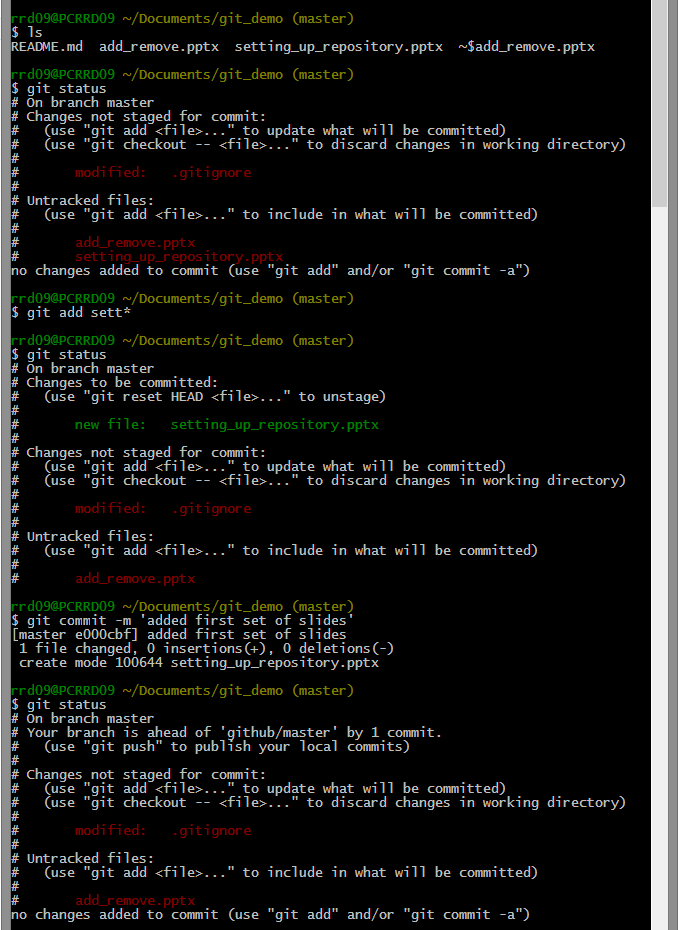 rrd09@PCRRD09 ~/Documents/git_demo (master)
$ ls
README.md  add_remove.pptx  setting_up_repository.pptx  ~$add_remove.pptx

rrd09@PCRRD09 ~/Documents/git_demo (master)
$ git status
# On branch master
# Changes not staged for commit:
#   (use "git add <file>..." to update what will be committed)
#   (use "git checkout -- <file>..." to discard changes in working directory)
#
#       modified:   .gitignore
#
# Untracked files:
#   (use "git add <file>..." to include in what will be committed)
#
#       add_remove.pptx
#       setting_up_repository.pptx
no changes added to commit (use "git add" and/or "git commit -a")

rrd09@PCRRD09 ~/Documents/git_demo (master)
$ git add sett*

rrd09@PCRRD09 ~/Documents/git_demo (master)
$ git status
# On branch master
# Changes to be committed:
#   (use "git reset HEAD <file>..." to unstage)
#
#       new file:   setting_up_repository.pptx
#
# Changes not staged for commit:
#   (use "git add <file>..." to update what will be committed)
#   (use "git checkout -- <file>..." to discard changes in working directory)
#
#       modified:   .gitignore
#
# Untracked files:
#   (use "git add <file>..." to include in what will be committed)
#
#       add_remove.pptx

rrd09@PCRRD09 ~/Documents/git_demo (master)
$ git commit -m 'added first set of slides'
[master e000cbf] added first set of slides
 1 file changed, 0 insertions(+), 0 deletions(-)
 create mode 100644 setting_up_repository.pptx

rrd09@PCRRD09 ~/Documents/git_demo (master)
$ git status
# On branch master
# Your branch is ahead of 'github/master' by 1 commit.
#   (use "git push" to publish your local commits)
#
# Changes not staged for commit:
#   (use "git add <file>..." to update what will be committed)
#   (use "git checkout -- <file>..." to discard changes in working directory)
#
#       modified:   .gitignore
#
# Untracked files:
#   (use "git add <file>..." to include in what will be committed)
#
#       add_remove.pptx
no changes added to commit (use "git add" and/or "git commit -a")